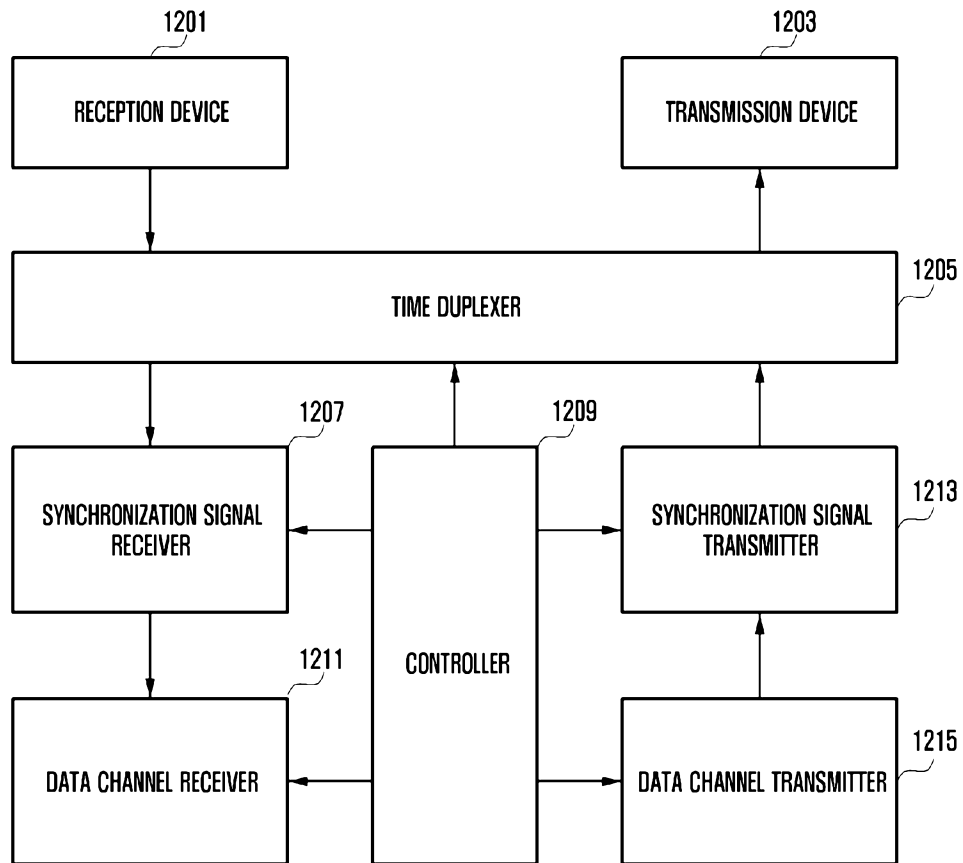 1201
1203
RECEPTION DEVICE
TRANSMISSION DEVICE
1205
TIME DUPLEXER
1207
1209
SYNCHRONIZATION SIGNAL
RECEIVER
SYNCHRONIZATION SIGNAL
TRANSMITTER
1213
CONTROLLER
1211
DATA CHANNEL RECEIVER
DATA CHANNEL TRANSMITTER
1215